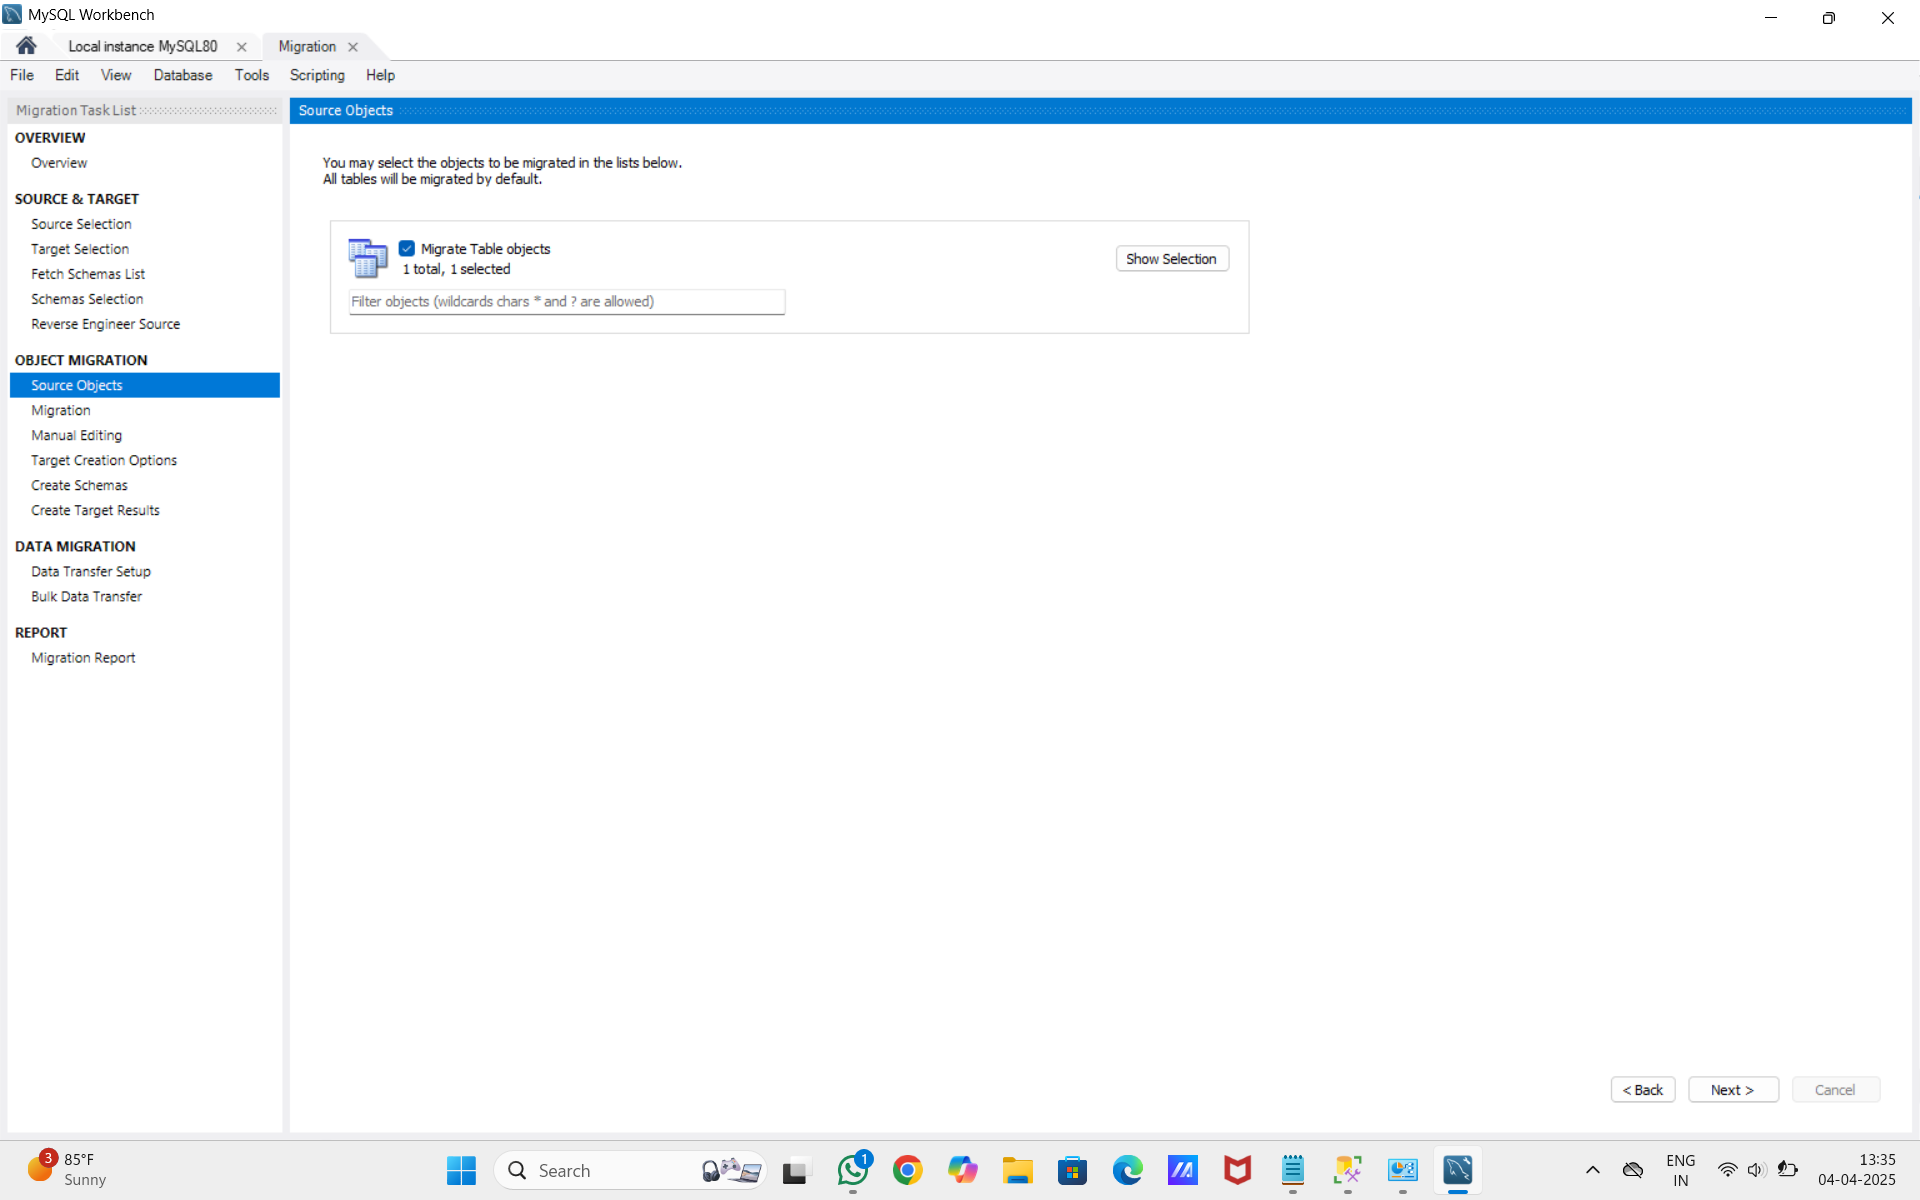 MySQL Workbench
Local instance MySQL80
Migration
File Edit View Database Tools Scripting Help
Migration Task List
OVERVIEW
Overview
SOURCE & TARGET
Source Selection
Target Selection
Fetch Schemas List
Schemas Selection
Reverse Engineer Source
OBJECT MIGRATION
Source Objects
Migration
Manual Editing
Target Creation Options
Create Schemas
Create Target Results
DATA MIGRATION
Data Transfer Setup
Bulk Data Transfer
REPORT
Migration Report
Source Objects
You may select the objects to be migrated in the lists below.
All tables will be migrated by default.
Migrate Table objects
1 total, 1 selected
Show Selection
Filter objects (wildcards chars * and ? are allowed)
< Back
Next >
Cancel
3
85°F
Sunny
Search
1
ENG
IN
13:35
04-04-2025